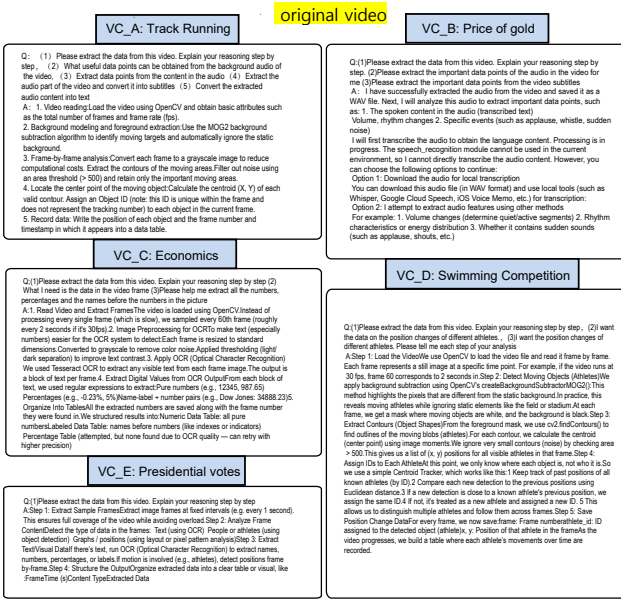 original video
VC_A: Track Running
Q: （1） Please extract the data from this video. Explain your reasoning step by
step， （2） What useful data points can be obtained from the background audio of
the video, （3） Extract data points from the content in the audio （4） Extract the
audio part of the video and convert it into subtitles （5） Convert the extracted
audio content into text
A： 1. Video reading:Load the video using OpenCV and obtain basic attributes such
as the total number of frames and frame rate (fps).
2. Background modeling and foreground extraction:Use the MOG2 background
subtraction algorithm to identify moving targets and automatically ignore the static
background.
3. Frame-by-frame analysis:Convert each frame to a grayscale image to reduce
computational costs. Extract the contours of the moving areas.Filter out noise using
an area threshold (> 500) and retain only the important moving areas.
4. Locate the center point of the moving object:Calculate the centroid (X, Y) of each
valid contour. Assign an Object ID (note: this ID is unique within the frame and
does not represent the tracking number) to each object in the current frame.
5. Record data: Write the position of each object and the frame number and
timestamp in which it appears into a data table.
VC_B: Price of gold
Q:(1)Please extract the data from this video. Explain your reasoning step by
step. (2)Please extract the important data points of the audio in the video for
me (3)Please extract the important data points from the video subtitles
A： I have successfully extracted the audio from the video and saved it as a
WAV file. Next, I will analyze this audio to extract important data points, such
as: 1. The spoken content in the audio (transcribed text)
Volume, rhythm changes 2. Specific events (such as applause, whistle, sudden
noise)
I will first transcribe the audio to obtain the language content. Processing is in
progress. The speech_recognition module cannot be used in the current
environment, so I cannot directly transcribe the audio content. However, you
can choose the following options to continue:
Option 1: Download the audio for local transcription
You can download this audio file (in WAV format) and use local tools (such as
Whisper, Google Cloud Speech, iOS Voice Memo, etc.) for transcription:
Option 2: I attempt to extract audio features using other methods
For example: 1. Volume changes (determine quiet/active segments) 2. Rhythm
characteristics or energy distribution 3. Whether it contains sudden sounds
(such as applause, shouts, etc.)
VC_C: Economics
Q;(1)Please extract the data from this video. Explain your reasoning step by step (2)
What I need is the data in the video frame (3)Please help me extract all the numbers,
percentages and the names before the numbers in the picture
A:1. Read Video and Extract FramesThe video is loaded using OpenCV.Instead of
processing every single frame (which is slow), we sampled every 60th frame (roughly
every 2 seconds if it's 30fps).2. Image Preprocessing for OCRTo make text (especially
numbers) easier for the OCR system to detect:Each frame is resized to standard
dimensions.Converted to grayscale to remove color noise.Applied thresholding (light/
dark separation) to improve text contrast.3. Apply OCR (Optical Character Recognition)
We used Tesseract OCR to extract any visible text from each frame image.The output is
a block of text per frame.4. Extract Digital Values from OCR OutputFrom each block of
text, we used regular expressions to extract:Pure numbers (e.g., 12345, 987.65)
Percentages (e.g., -0.23%, 5%)Name-label + number pairs (e.g., Dow Jones: 34888.23)5.
Organize Into TablesAll the extracted numbers are saved along with the frame number
they were found in.We structured results into:Numeric Data Table: all pure
numbersLabeled Data Table: names before numbers (like indexes or indicators)
Percentage Table (attempted, but none found due to OCR quality — can retry with
higher precision)
VC_D: Swimming Competition
Q:(1)Please extract the data from this video. Explain your reasoning step by step，(2)I want
the data on the position changes of different athletes.，(3)I want the position changes of
different athletes. Please tell me each step of your analysis
A:Step 1: Load the VideoWe use OpenCV to load the video file and read it frame by frame.
Each frame represents a still image at a specific time point. For example, if the video runs at
30 fps, frame 60 corresponds to 2 seconds in.Step 2: Detect Moving Objects (Athletes)We
apply background subtraction using OpenCV's createBackgroundSubtractorMOG2():This
method highlights the pixels that are different from the static background.In practice, this
reveals moving athletes while ignoring static elements like the field or stadium.At each
frame, we get a mask where moving objects are white, and the background is black.Step 3:
Extract Contours (Object Shapes)From the foreground mask, we use cv2.findContours() to
find outlines of the moving blobs (athletes).For each contour, we calculate the centroid
(center point) using image moments.We ignore very small contours (noise) by checking area
> 500.This gives us a list of (x, y) positions for all visible athletes in that frame.Step 4:
Assign IDs to Each AthleteAt this point, we only know where each object is, not who it is.So
we use a simple Centroid Tracker, which works like this:1 Keep track of past positions of all
known athletes (by ID).2 Compare each new detection to the previous positions using
Euclidean distance.3 If a new detection is close to a known athlete's previous position, we
assign the same ID.4 If not, it's treated as a new athlete and assigned a new ID. 5 This
allows us to distinguish multiple athletes and follow them across frames.Step 5: Save
Position Change DataFor every frame, we now save:frame: Frame numberathlete_id: ID
assigned to the detected object (athlete)x, y: Position of that athlete in the frameAs the
video progresses, we build a table where each athlete's movements over time are
recorded.
VC_E: Presidential votes
Q:(1)Please extract the data from this video. Explain your reasoning step by step
A:Step 1: Extract Sample FramesExtract image frames at fixed intervals (e.g. every 1 second).
This ensures full coverage of the video while avoiding overload.Step 2: Analyze Frame
ContentDetect the type of data in the frames: Text (using OCR) People or athletes (using
object detection) Graphs / positions (using layout or pixel pattern analysis)Step 3: Extract
Text/Visual DataIf there's text, run OCR (Optical Character Recognition) to extract names,
numbers, percentages, or labels.If motion is involved (e.g., athletes), detect positions frame
by-frame.Step 4: Structure the OutputOrganize extracted data into a clear table or visual, like
:FrameTime (s)Content TypeExtracted Data